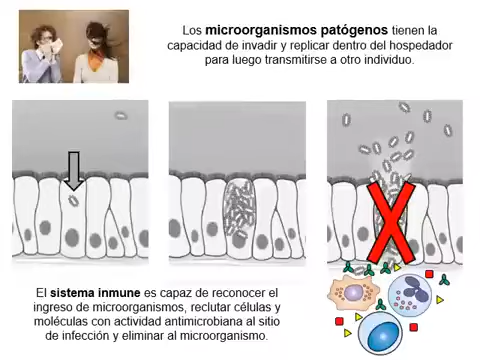 Los microorganismos patógenos tienen la
capacidad de invadir y replicar dentro del hospedador
para luego transmitirse a otro individuo.
El sistema inmune es capaz de reconocer el
ingreso de microorganismos, reclutar células y
moléculas con actividad antimicrobiana al sitio
de infección y eliminar al microorganismo.